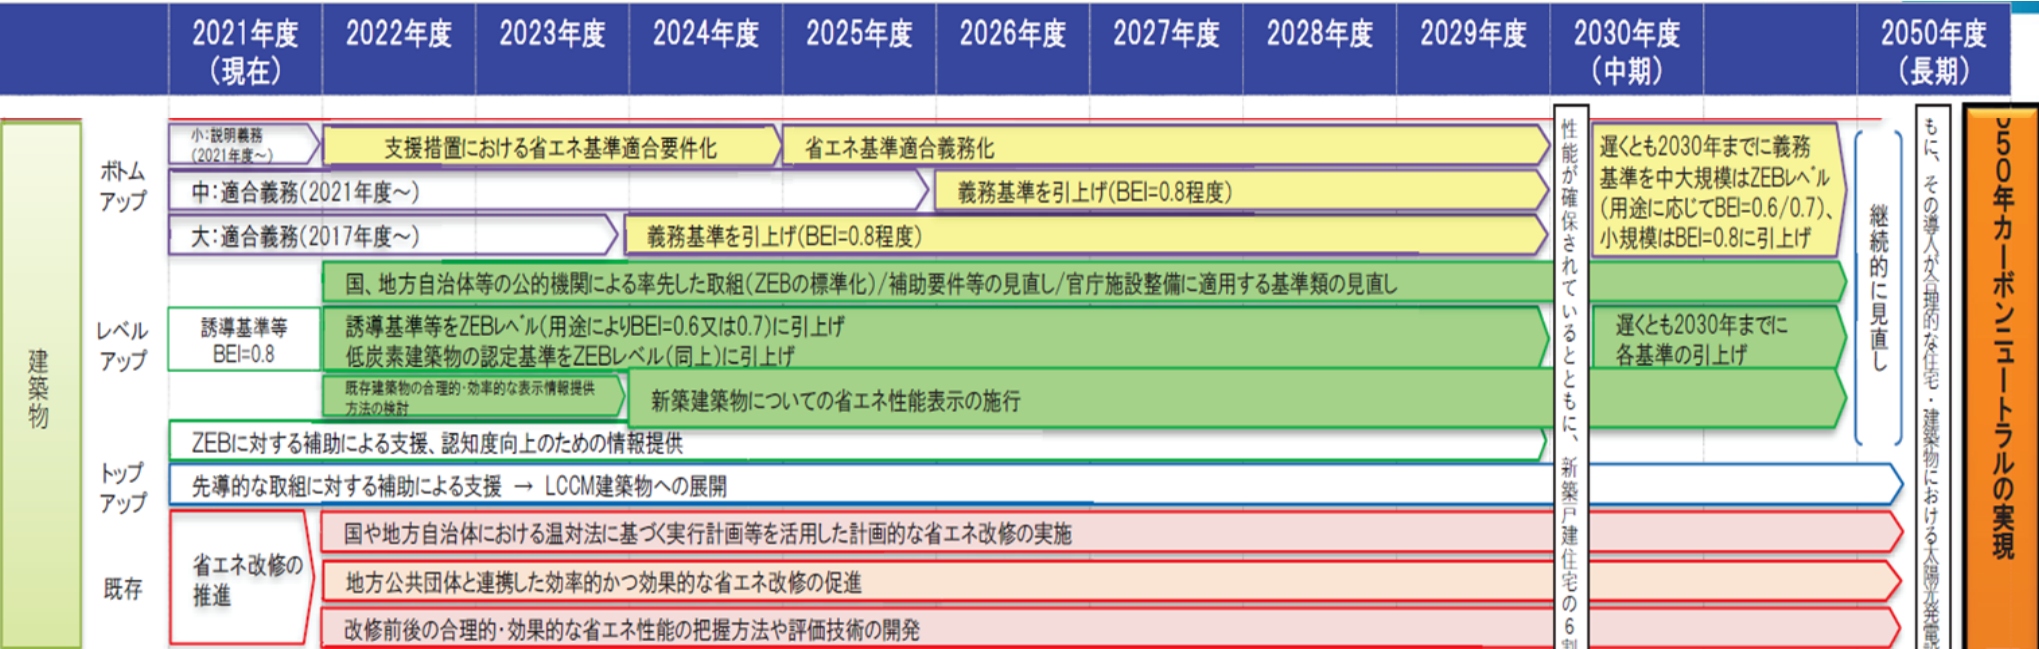 2021年度
(現在)
2022年度
2023年度
2024年度
2025年度
2026年度
2027年度
2028年度
2029年度
2030年度
(中期)
2050年度
(長期)
建築物
ボトム
アップ
小:説明義務
(2021年度～)
支援措置における省エネ基準適合要件化
省エネ基準適合義務化
中:適合義務(2021年度～)
義務基準を引上げ(BEI=0.8程度)
大:適合義務(2017年度～)
義務基準を引上げ(BEI=0.8程度)
遅くとも2030年までに義務
基準を中大規模はZEBレベル
(用途に応じてBEI=0.6/0.7)、
小規模はBEI=0.8に引上げ
国、地方自治体等の公的機関による率先した取組(ZEBの標準化)/補助要件等の見直し/官庁施設整備に適用する基準類の見直し
レベル
アップ
誘導基準等
BEI=0.8
誘導基準等をZEBレベル(用途によりBEI=0.6又は0.7)に引上げ
低炭素建築物の認定基準をZEBレベル(同上)に引上げ
遅くとも2030年までに
各基準の引上げ
既存建築物の合理的・効率的な表示情報提供
方法の検討
新築建築物についての省エネ性能表示の施行
ZEBに対する補助による支援、認知度向上のための情報提供
トップ
アップ
先導的な取組に対する補助による支援 → LCCM建築物への展開
既存
省エネ改修の
推進
国や地方自治体における温対法に基づく実行計画等を活用した計画的な省エネ改修の実施
地方公共団体と連携した効率的かつ効果的な省エネ改修の促進
改修前後の合理的・効果的な省エネ性能の把握方法や評価技術の開発
性能が確保されているとともに、新築戸建住宅の6割
継続的に見直し
もに、その導入が合理的な住宅・建築物における太陽光発電設
50年カーボンニュートラルの実現